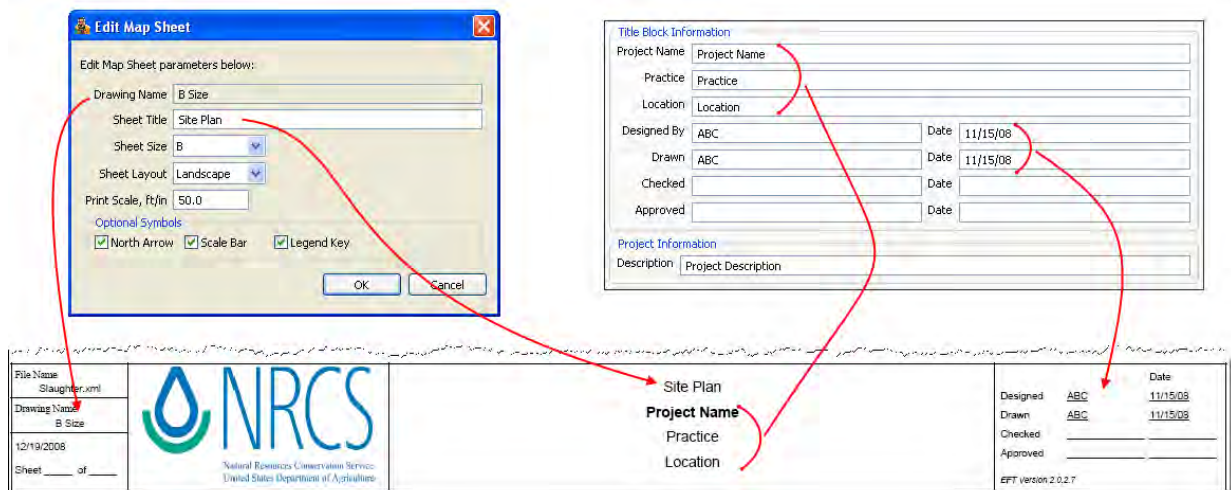 Edit Map Sheet
Edit Map Sheet parameters below:
Drawing Name B Size
Sheet Title Site Plan
Sheet Size B
Sheet Layout Landscape
Print Scale, ft/in 50.0
Optional Symbols
North Arrow Scale Bar Legend Key
OK Cancel
Title Block Information
Project Name Project Name
Practice Practice
Location Location
Designed By ABC Date 11/15/08
Drawn ABC Date 11/15/08
Checked Date
Approved Date
Project Information
Description Project Description
File Name
Slaughter.xml
Drawing Name
B Size
12/19/2008
Sheet ____ of ____
NRCS
Natural Resources Conservation Service
United States Department of Agriculture
Site Plan
Project Name
Practice
Location
Date
Designed ABC 11/15/08
Drawn ABC 11/15/08
Checked
Approved
EFT Version 2.0.2.7